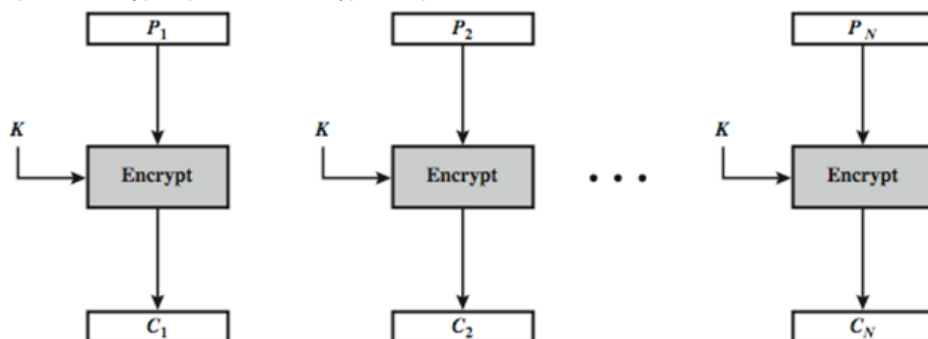 P1 P2 PN
K K K
Encrypt Encrypt • • • Encrypt
C1 C2 CN